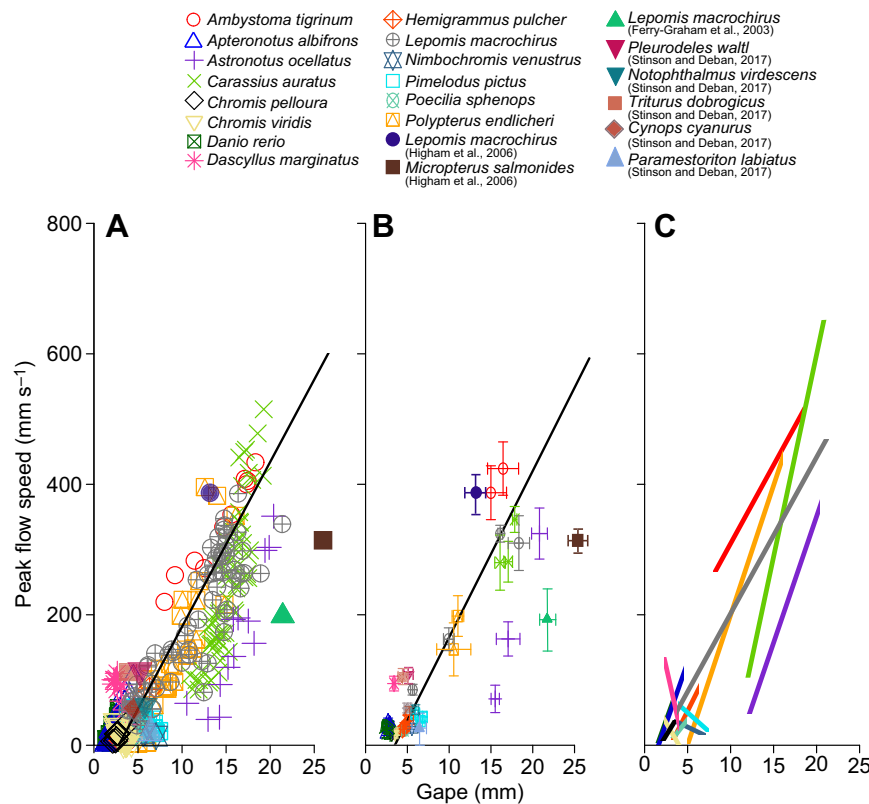 Ambystoma tigrinum
Apteronotus albifrons
Astronotus ocellatus
Carassius auratus
Chromis pelloura
Chromis viridis
Danio rerio
Dascyllus marginatus
Hemigrammus pulcher
Lepomis macrochirus
Nimbochromis venustrus
Pimelodus pictus
Poecilia sphenops
Polypterus endlicheri
Lepomis macrochirus
(Higham et al., 2006)
Micropterus salmonides
(Higham et al., 2006)
Lepomis macrochirus
(Ferry-Graham et al., 2003)
Pleurodeles waltl
(Stinson and Deban, 2017)
Notophthalmus virdescens
(Stinson and Deban, 2017)
Triturus dobrogicus
(Stinson and Deban, 2017)
Cynops cyanurus
(Stinson and Deban, 2017)
Paramestoriton labiatus
(Stinson and Deban, 2017)
A B C
800
600
400
200
0
Peak flow speed (mm s⁻¹)
0 5 10 15 20 25 0 5 10 15 20 25 0 5 10 15 20 25
Gape (mm)